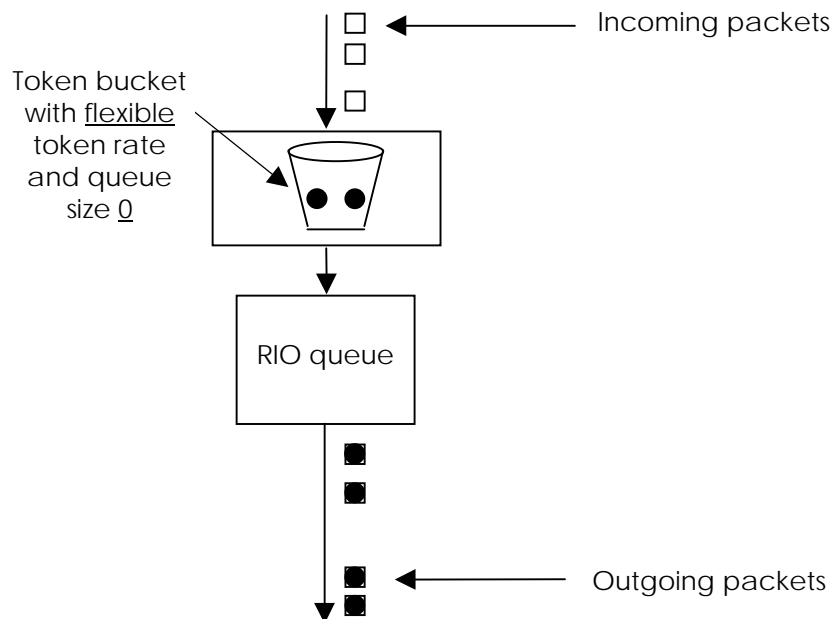 Incoming packets
Token bucket
with flexible
token rate
and queue
size 0
RIO queue
Outgoing packets